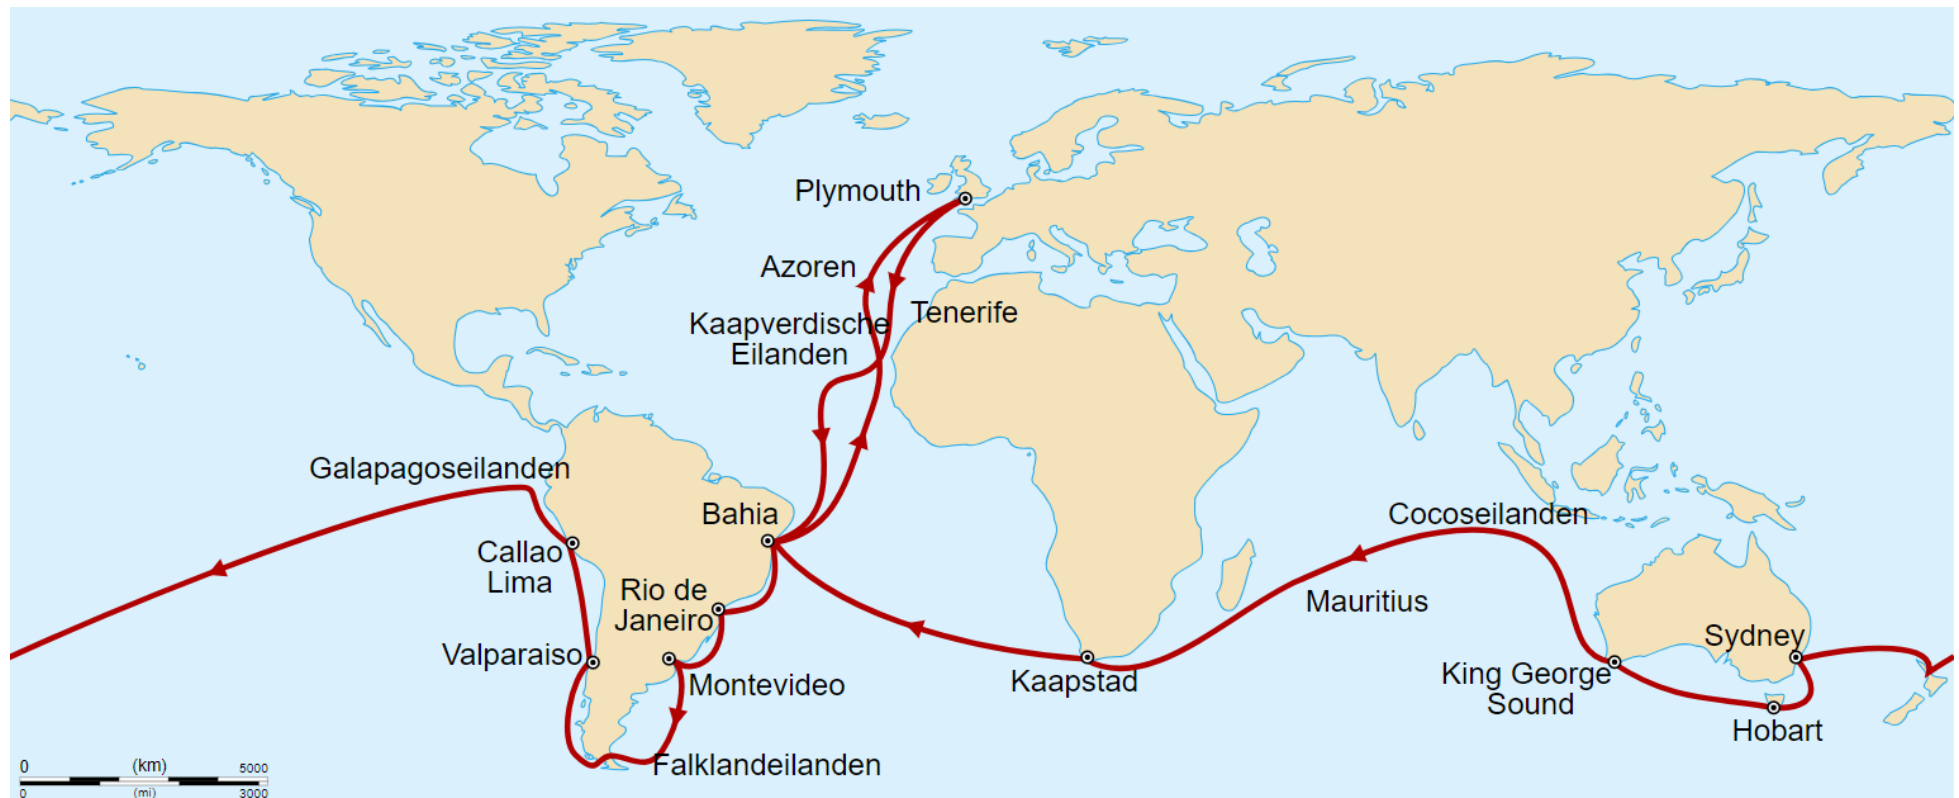 Plymouth
Azoren
Tenerife
Kaapverdische
Eilanden
Galapagoseilanden
Bahia
Cocoseilanden
Callao
Lima
Rio de
Janeiro
Mauritius
Sydney
Valparaiso
Kaapstad
King George
Sound
Montevideo
Hobart
Falklandeilanden
0 (km) 5000
0 (mi) 3000